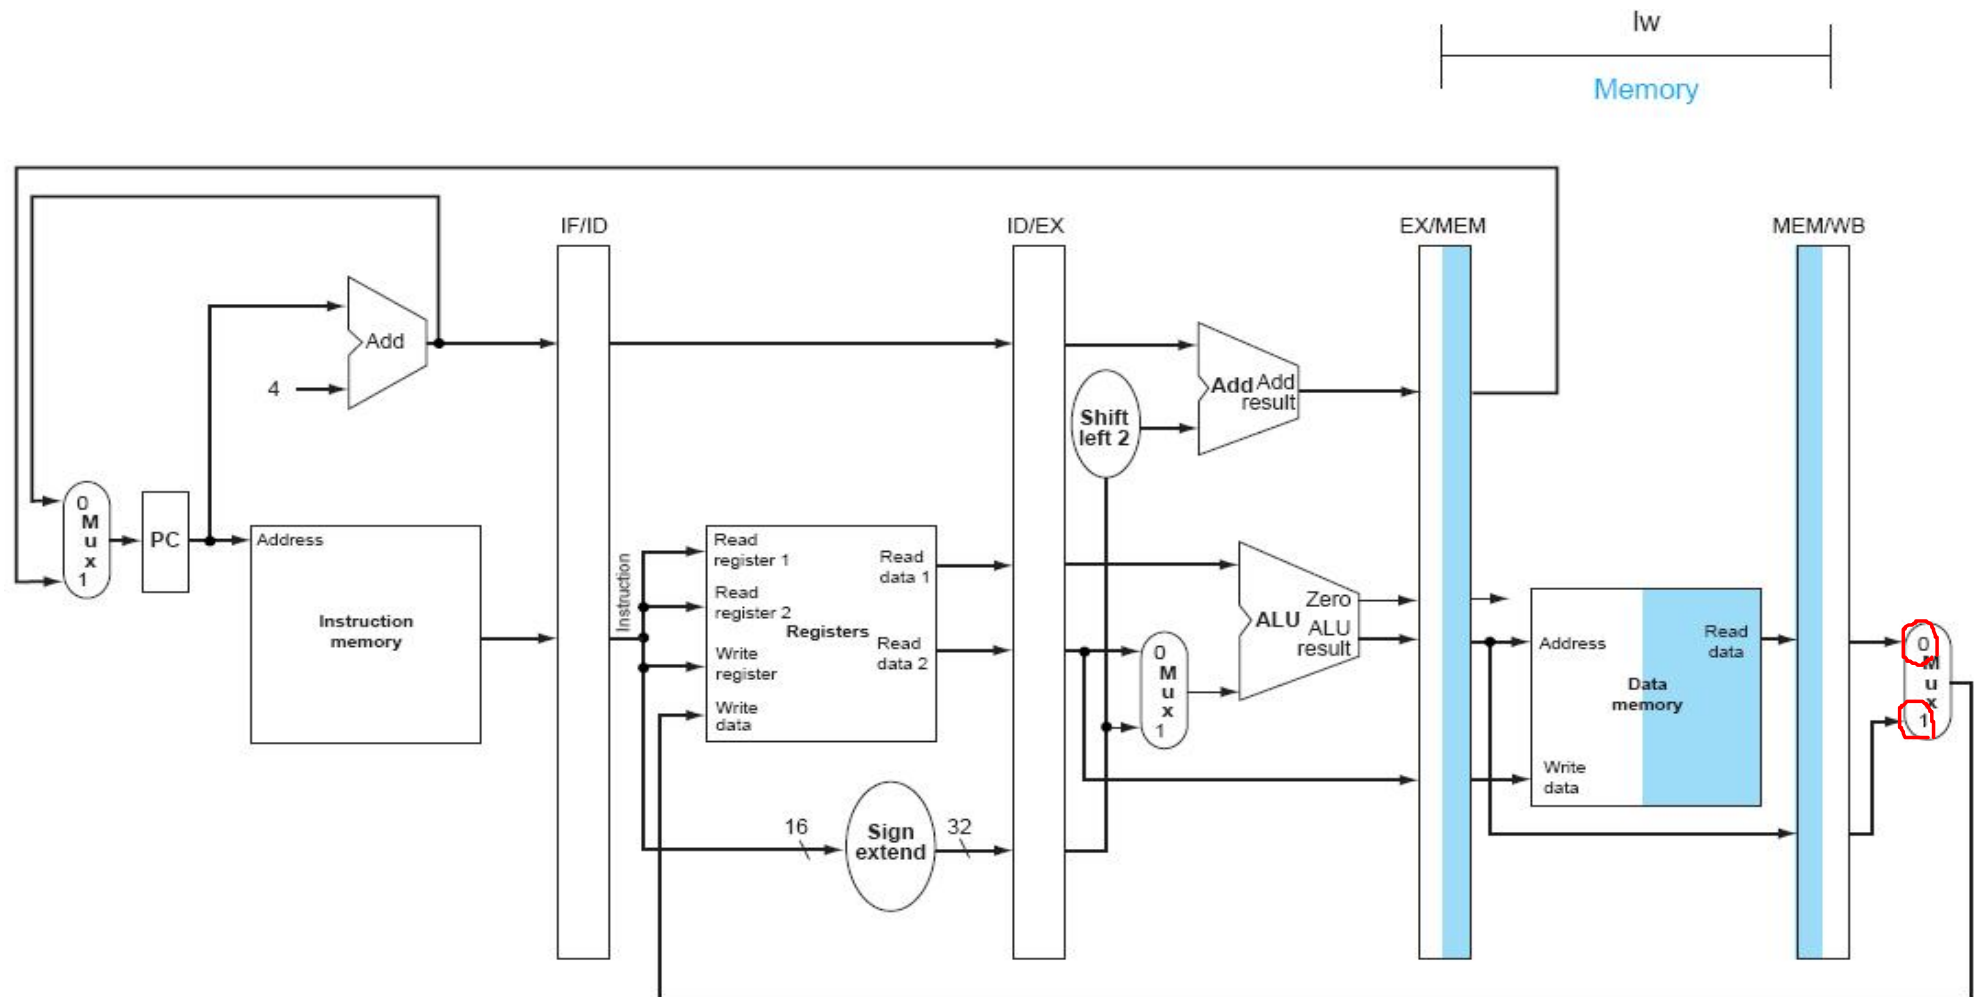 lw
Memory
IF/ID
ID/EX
EX/MEM
MEM/WB
Add
4
Add Add
result
Shift
left 2
0
M
u
x
1
PC
Address
Instruction
memory
Instruction
Read
register 1
Read
register 2
Write
register
Write
data
Registers
Read
data 1
Read
data 2
16
Sign
extend
32
0
M
u
x
1
Zero
ALU
ALU
result
Address
Read
data
Data
memory
Write
data
0
M
u
x
1